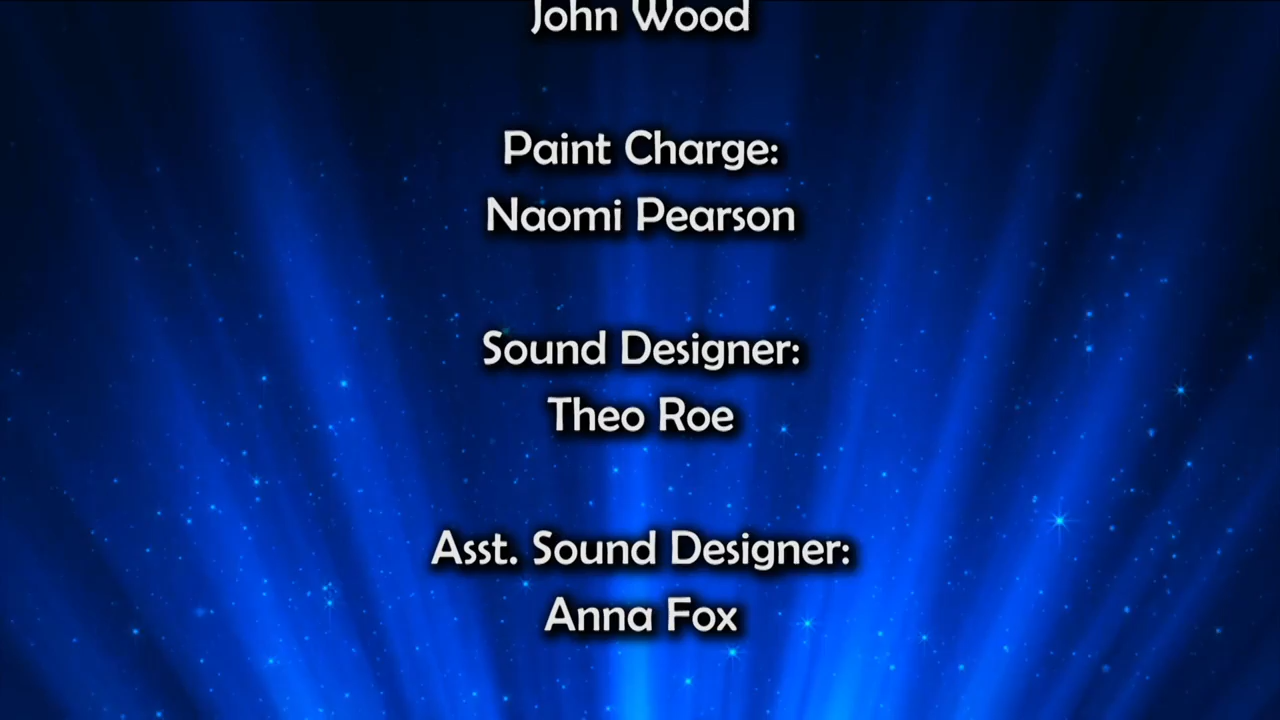 John Wood
Paint Charge:
Naomi Pearson
Sound Designer:
Theo Roe
Asst. Sound Designer:
Anna Fox